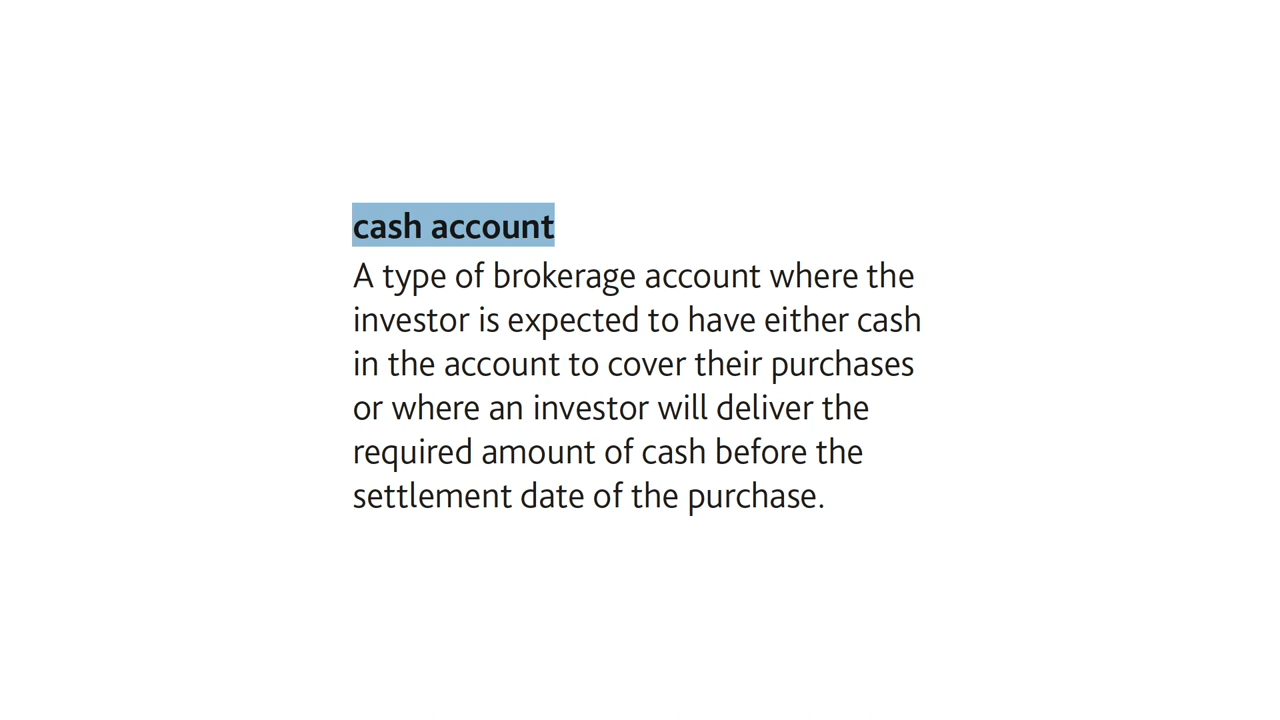 cash account
A type of brokerage account where the
investor is expected to have either cash
in the account to cover their purchases
or where an investor will deliver the
required amount of cash before the
settlement date of the purchase.